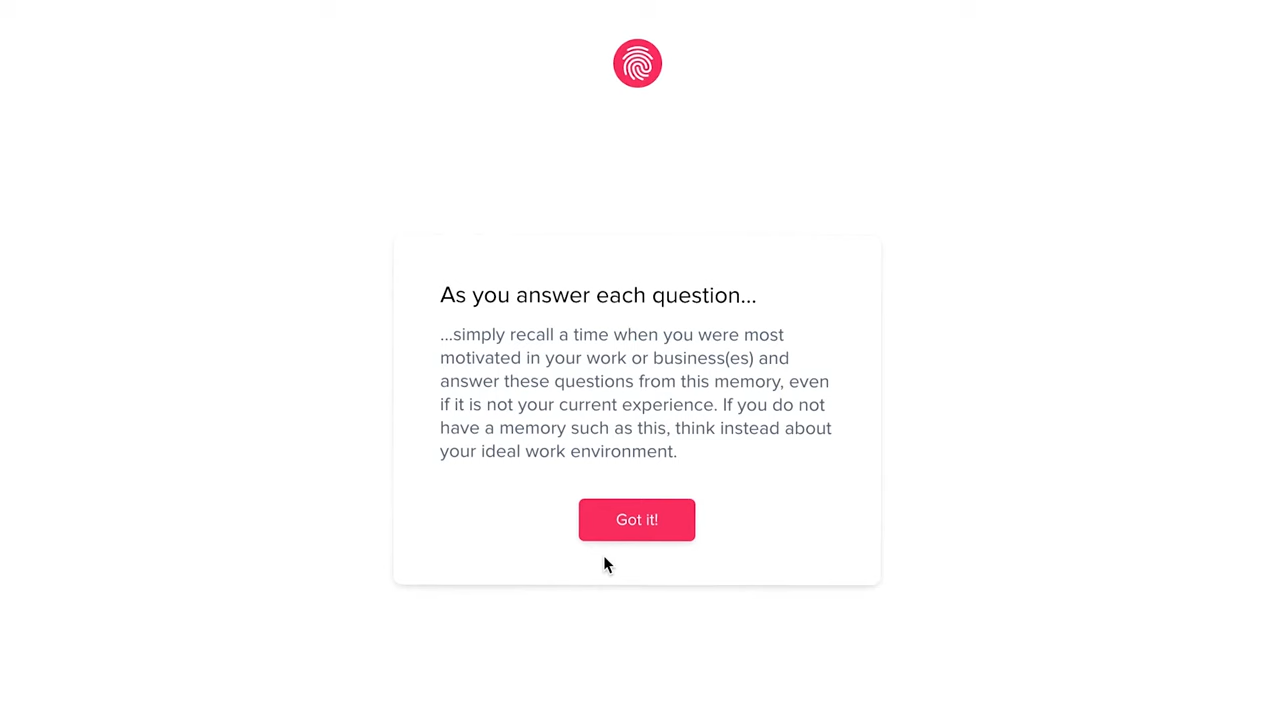 As you answer each question...
...simply recall a time when you were most
motivated in your work or business(es) and
answer these questions from this memory, even
if it is not your current experience. If you do not
have a memory such as this, think instead about
your ideal work environment.
Got it!